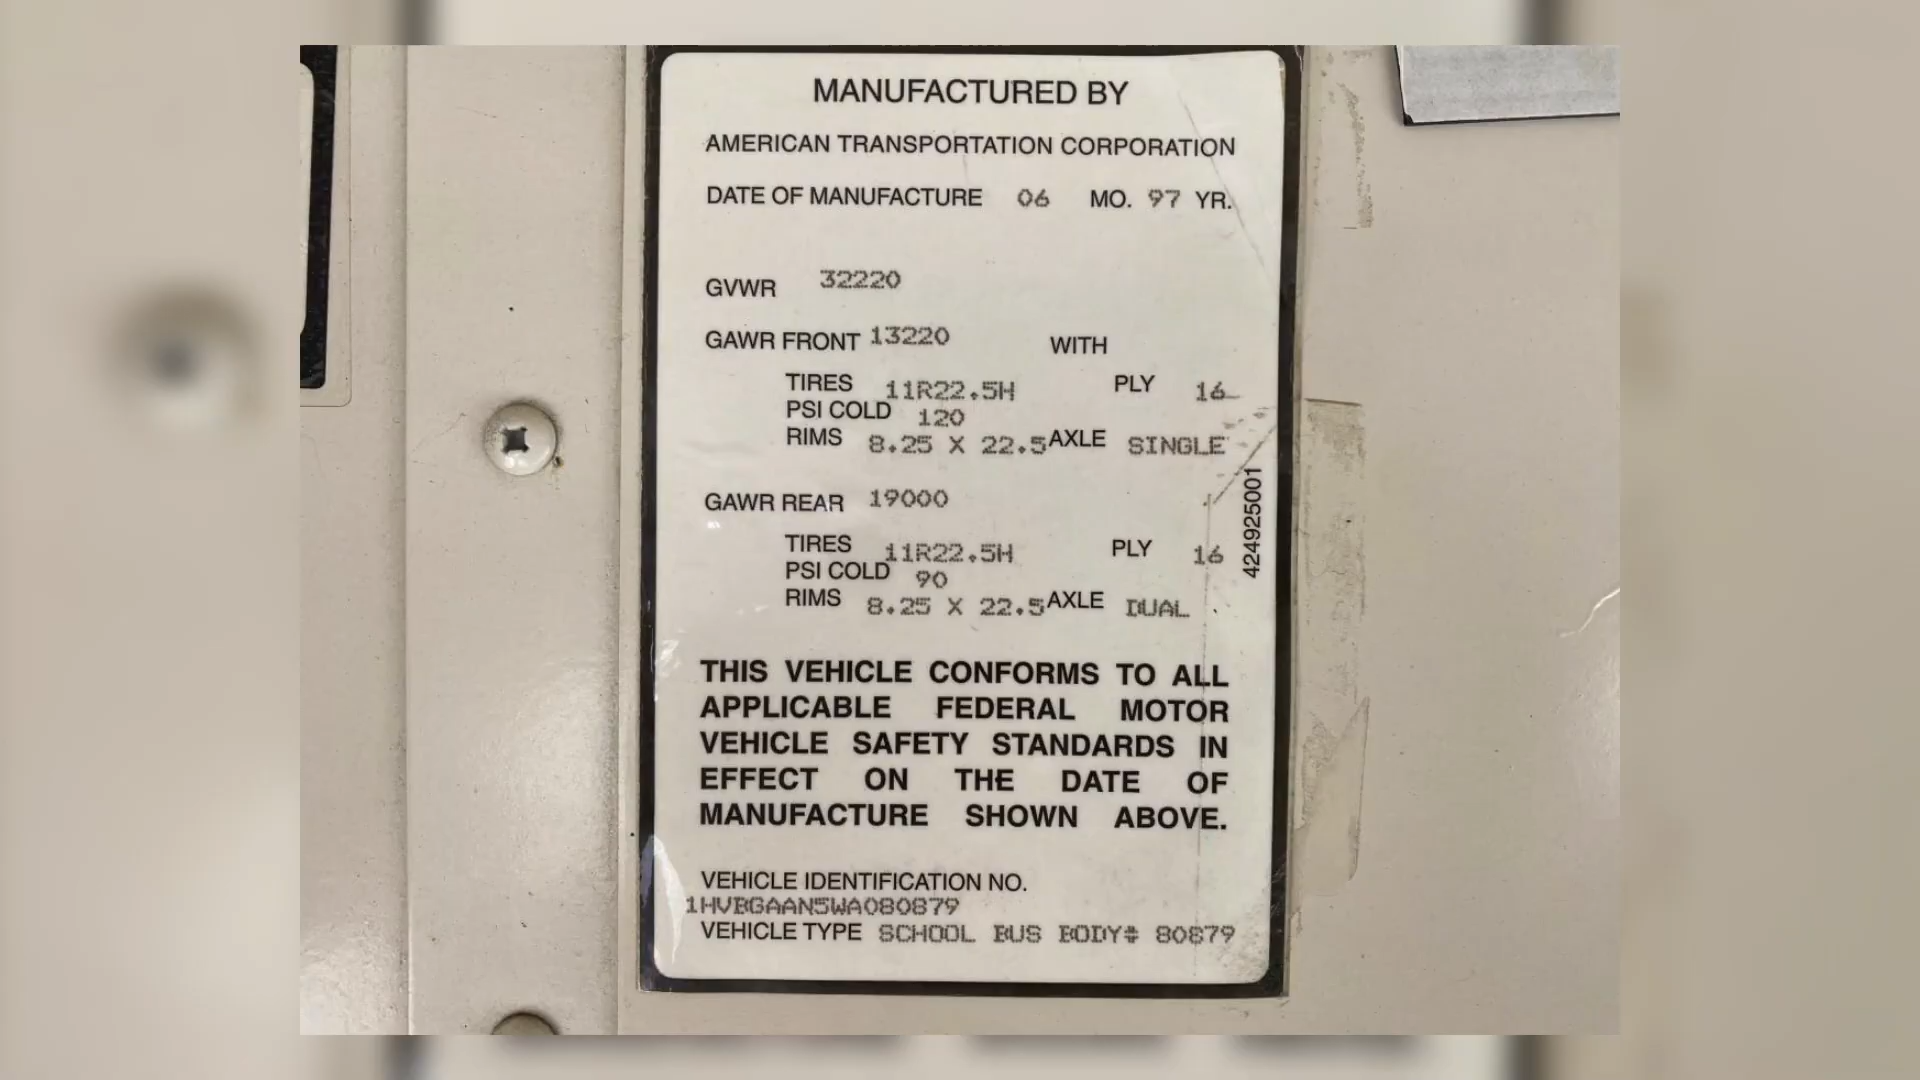 MANUFACTURED BY
AMERICAN TRANSPORTATION CORPORATION
DATE OF MANUFACTURE 06 MO. 97 YR.
GVWR 32220
GAWR FRONT 13220 WITH
TIRES 11R22.5H PLY 16
PSI COLD 120
RIMS 8.25 X 22.5 AXLE SINGLE
GAWR REAR 19000
TIRES 11R22.5H PLY 16
PSI COLD 90
RIMS 8.25 X 22.5 AXLE DUAL
424925001
THIS VEHICLE CONFORMS TO ALL
APPLICABLE FEDERAL MOTOR
VEHICLE SAFETY STANDARDS IN
EFFECT ON THE DATE OF
MANUFACTURE SHOWN ABOVE.
VEHICLE IDENTIFICATION NO.
1HVBGAAN5WA080879
VEHICLE TYPE SCHOOL BUS BODY# 80879